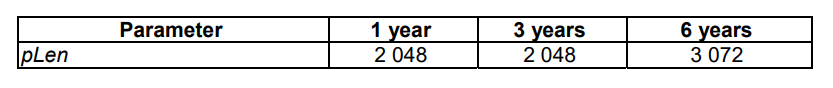 Parameter 1 year 3 years 6 years
pLen 2 048 2 048 3 072